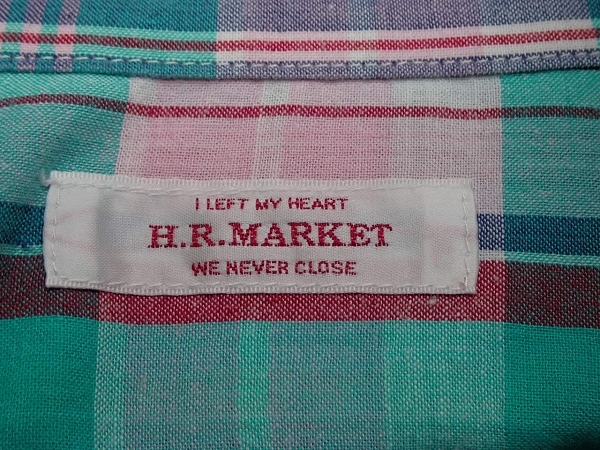 I LEFT MY HEART
H.R.MARKET
WE NEVER CLOSE